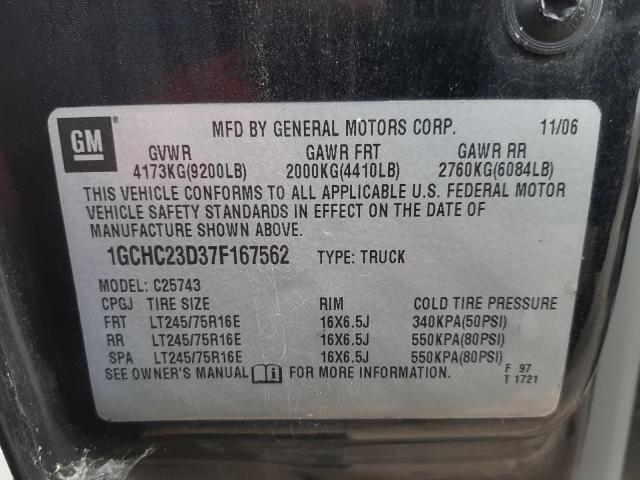 GM ® MFD BY GENERAL MOTORS CORP. 11/06
GVWR GAWR FRT GAWR RR
4173KG(9200LB) 2000KG(4410LB) 2760KG(6084LB)
THIS VEHICLE CONFORMS TO ALL APPLICABLE U.S. FEDERAL MOTOR
VEHICLE SAFETY STANDARDS IN EFFECT ON THE DATE OF
MANUFACTURE SHOWN ABOVE.
1GCHC23D37F167562 TYPE: TRUCK
MODEL: C25743
CPGJ TIRE SIZE RIM COLD TIRE PRESSURE
FRT LT245/75R16E 16X6.5J 340KPA(50PSI)
RR LT245/75R16E 16X6.5J 550KPA(80PSI)
SPA LT245/75R16E 16X6.5J 550KPA(80PSI)
SEE OWNER'S MANUAL i FOR MORE INFORMATION.
F 97
T 1721